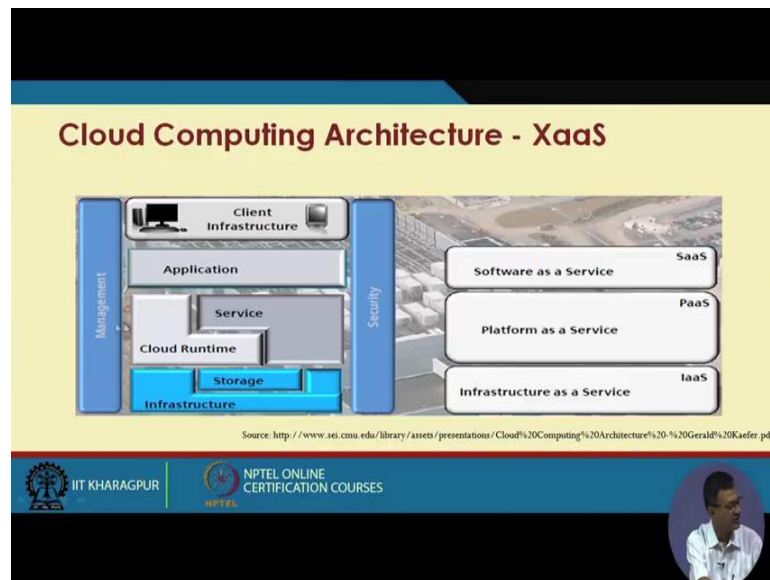 Cloud Computing Architecture - XaaS
Management
Client
Infrastructure
Application
Service
Cloud Runtime
Storage
Infrastructure
Security
SaaS
Software as a Service
PaaS
Platform as a Service
IaaS
Infrastructure as a Service
Source: http://www.sei.cmu.edu/library/assets/presentations/Cloud%20Computing%20Architecture%20-%20Gerald%20Kaefer.pd
IIT KHARAGPUR
NPTEL
NPTEL ONLINE
CERTIFICATION COURSES